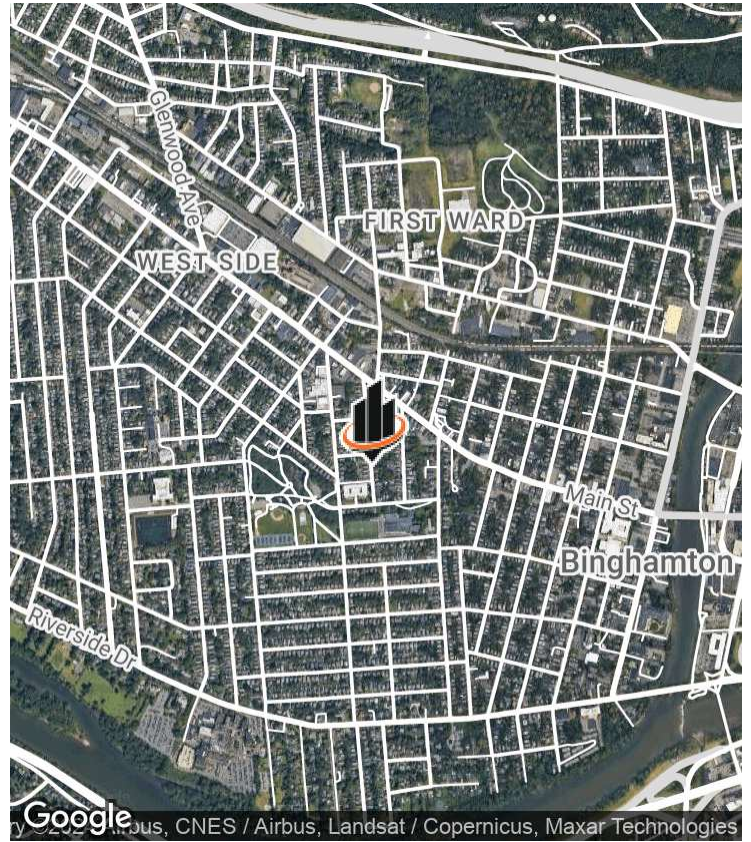 Glenwood Ave
FIRST WARD
WEST SIDE
Main St
Binghamton
Riverside Dr
Google
Airbus, CNES / Airbus, Landsat / Copernicus, Maxar Technologies